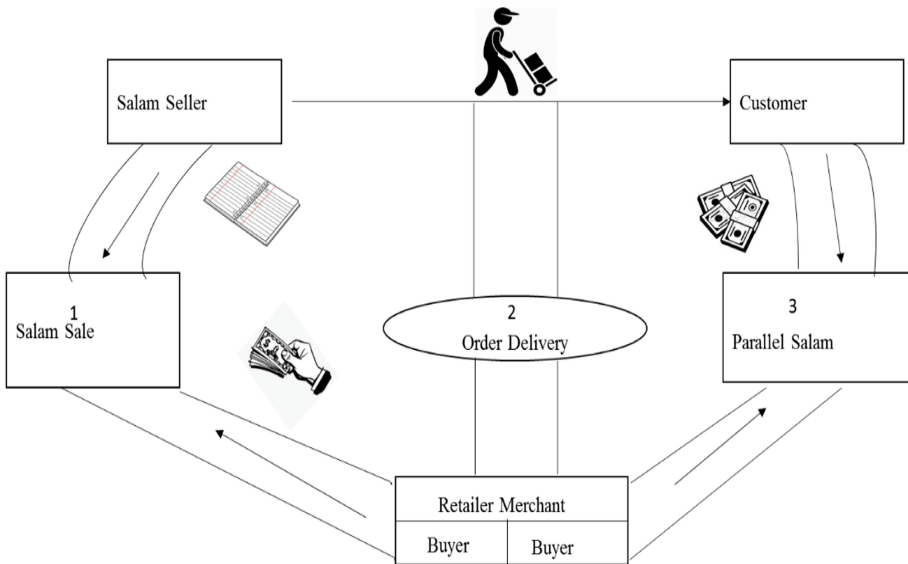 Salam Seller
Customer
1
Salam Sale
2
Order Delivery
3
Parallel Salam
Retailer Merchant
Buyer
Buyer